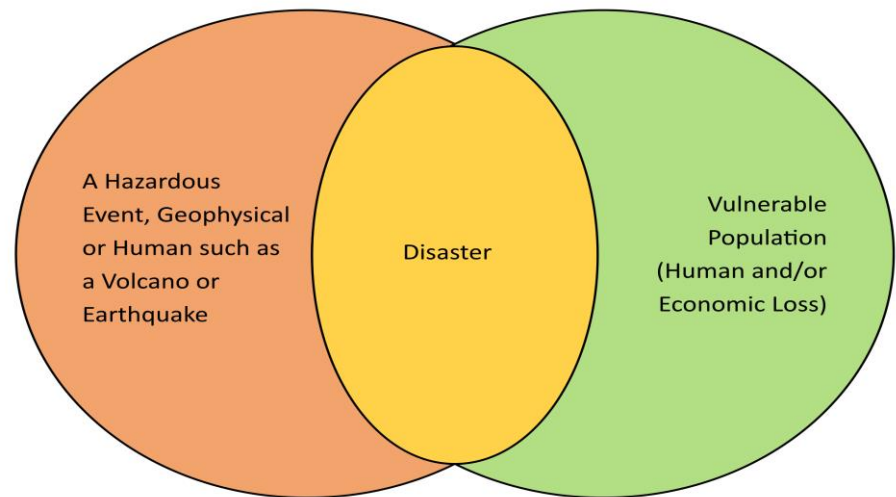 A Hazardous
Event, Geophysical
or Human such as
a Volcano or
Earthquake
Disaster
Vulnerable
Population
(Human and/or
Economic Loss)